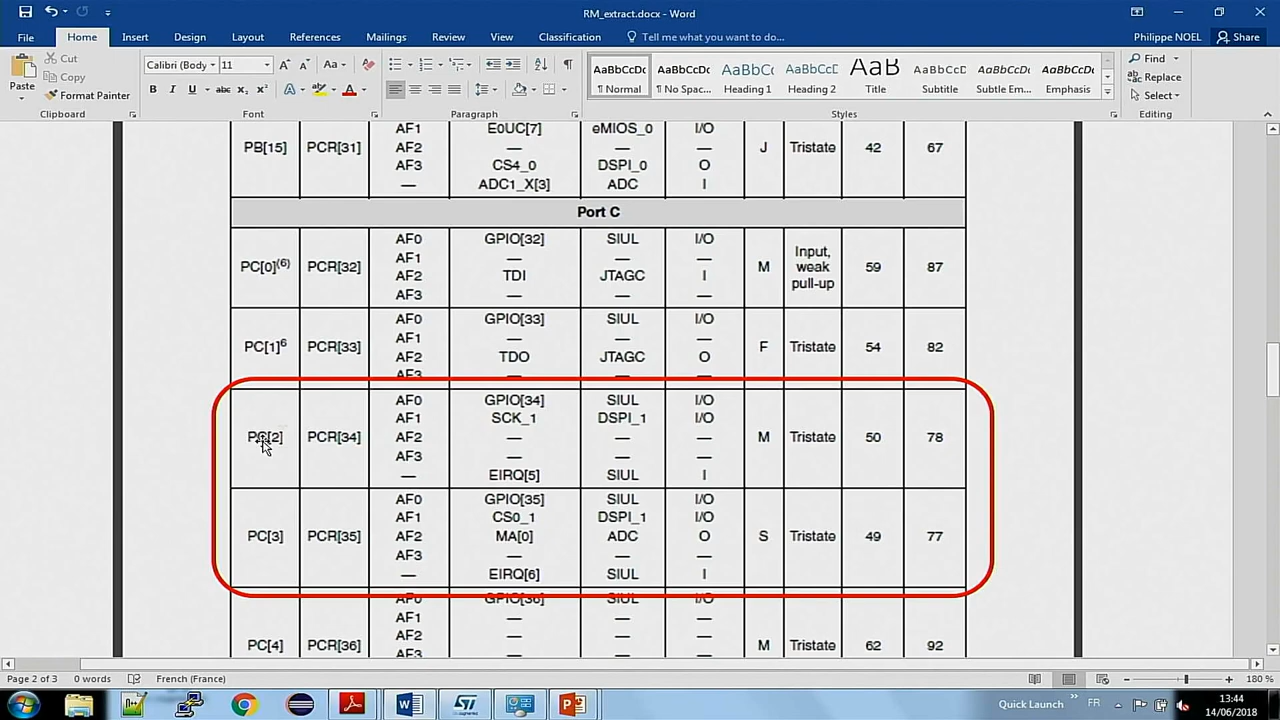 RM_extract.docx - Word
File Home Insert Design Layout References Mailings Review View Classification Tell me what you want to do... Philippe NOEL Share
Paste
Cut
Copy
Format Painter
Clipboard
Calibri (Body 11
Font
Paragraph
AaBbCcDc AaBbCcDc AaBbCc AaBbCcD AaB AaBbCcD AaBbCcDc AaBbCcDc
¶ Normal ¶ No Spac... Heading 1 Heading 2 Title Subtitle Subtle Em... Emphasis
Styles
Find
Replace
Select
Editing
AF1 E0UC[7] eMIOS_0 I/O
PB[15] PCR[31] AF2 — — — J Tristate 42 67
AF3 CS4_0 DSPI_0 O
— ADC1_X[3] ADC I
Port C
AF0 GPIO[32] SIUL I/O
AF1 — — —
PC[0](6) PCR[32] M Input, weak pull-up 59 87
AF2 TDI JTAGC I
AF3 — — —
AF0 GPIO[33] SIUL I/O
AF1 — — —
PC[1]6 PCR[33] F Tristate 54 82
AF2 TDO JTAGC O
AF3 — — —
AF0 GPIO[34] SIUL I/O
AF1 SCK_1 DSPI_1 I/O
PC[2] PCR[34] AF2 — — — M Tristate 50 78
AF3 — — —
— EIRQ[5] SIUL I
AF0 GPIO[35] SIUL I/O
AF1 CS0_1 DSPI_1 I/O
PC[3] PCR[35] AF2 MA[0] ADC O S Tristate 49 77
AF3 — — —
— EIRQ[6] SIUL I
AF0 GPIO[36] SIUL I/O
AF1 — — —
AF2 — — —
PC[4] PCR[36] M Tristate 62 92
AF3 — — —
Page 2 of 3 0 words French (France) 180 %
Quick Launch FR 13:44
14/06/2018